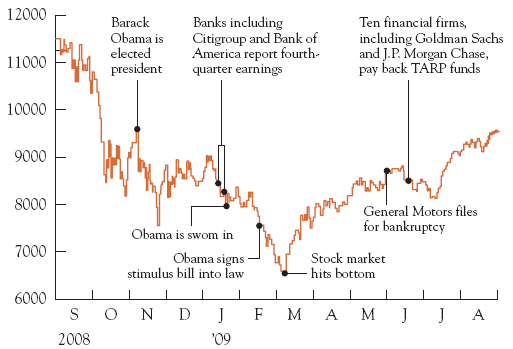 12000
11000
10000
9000
8000
7000
6000
Barack
Obama is
elected
president
Banks including
Citigroup and Bank of
America report fourth-
quarter earnings
Ten financial firms,
including Goldman Sachs
and J.P. Morgan Chase,
pay back TARP funds
Obama is swom in
Obama signs
stimulus bill into law
Stock market
hits bottom
General Motors files
for bankruptcy
S O N D J F M A M J J A
2008 '09